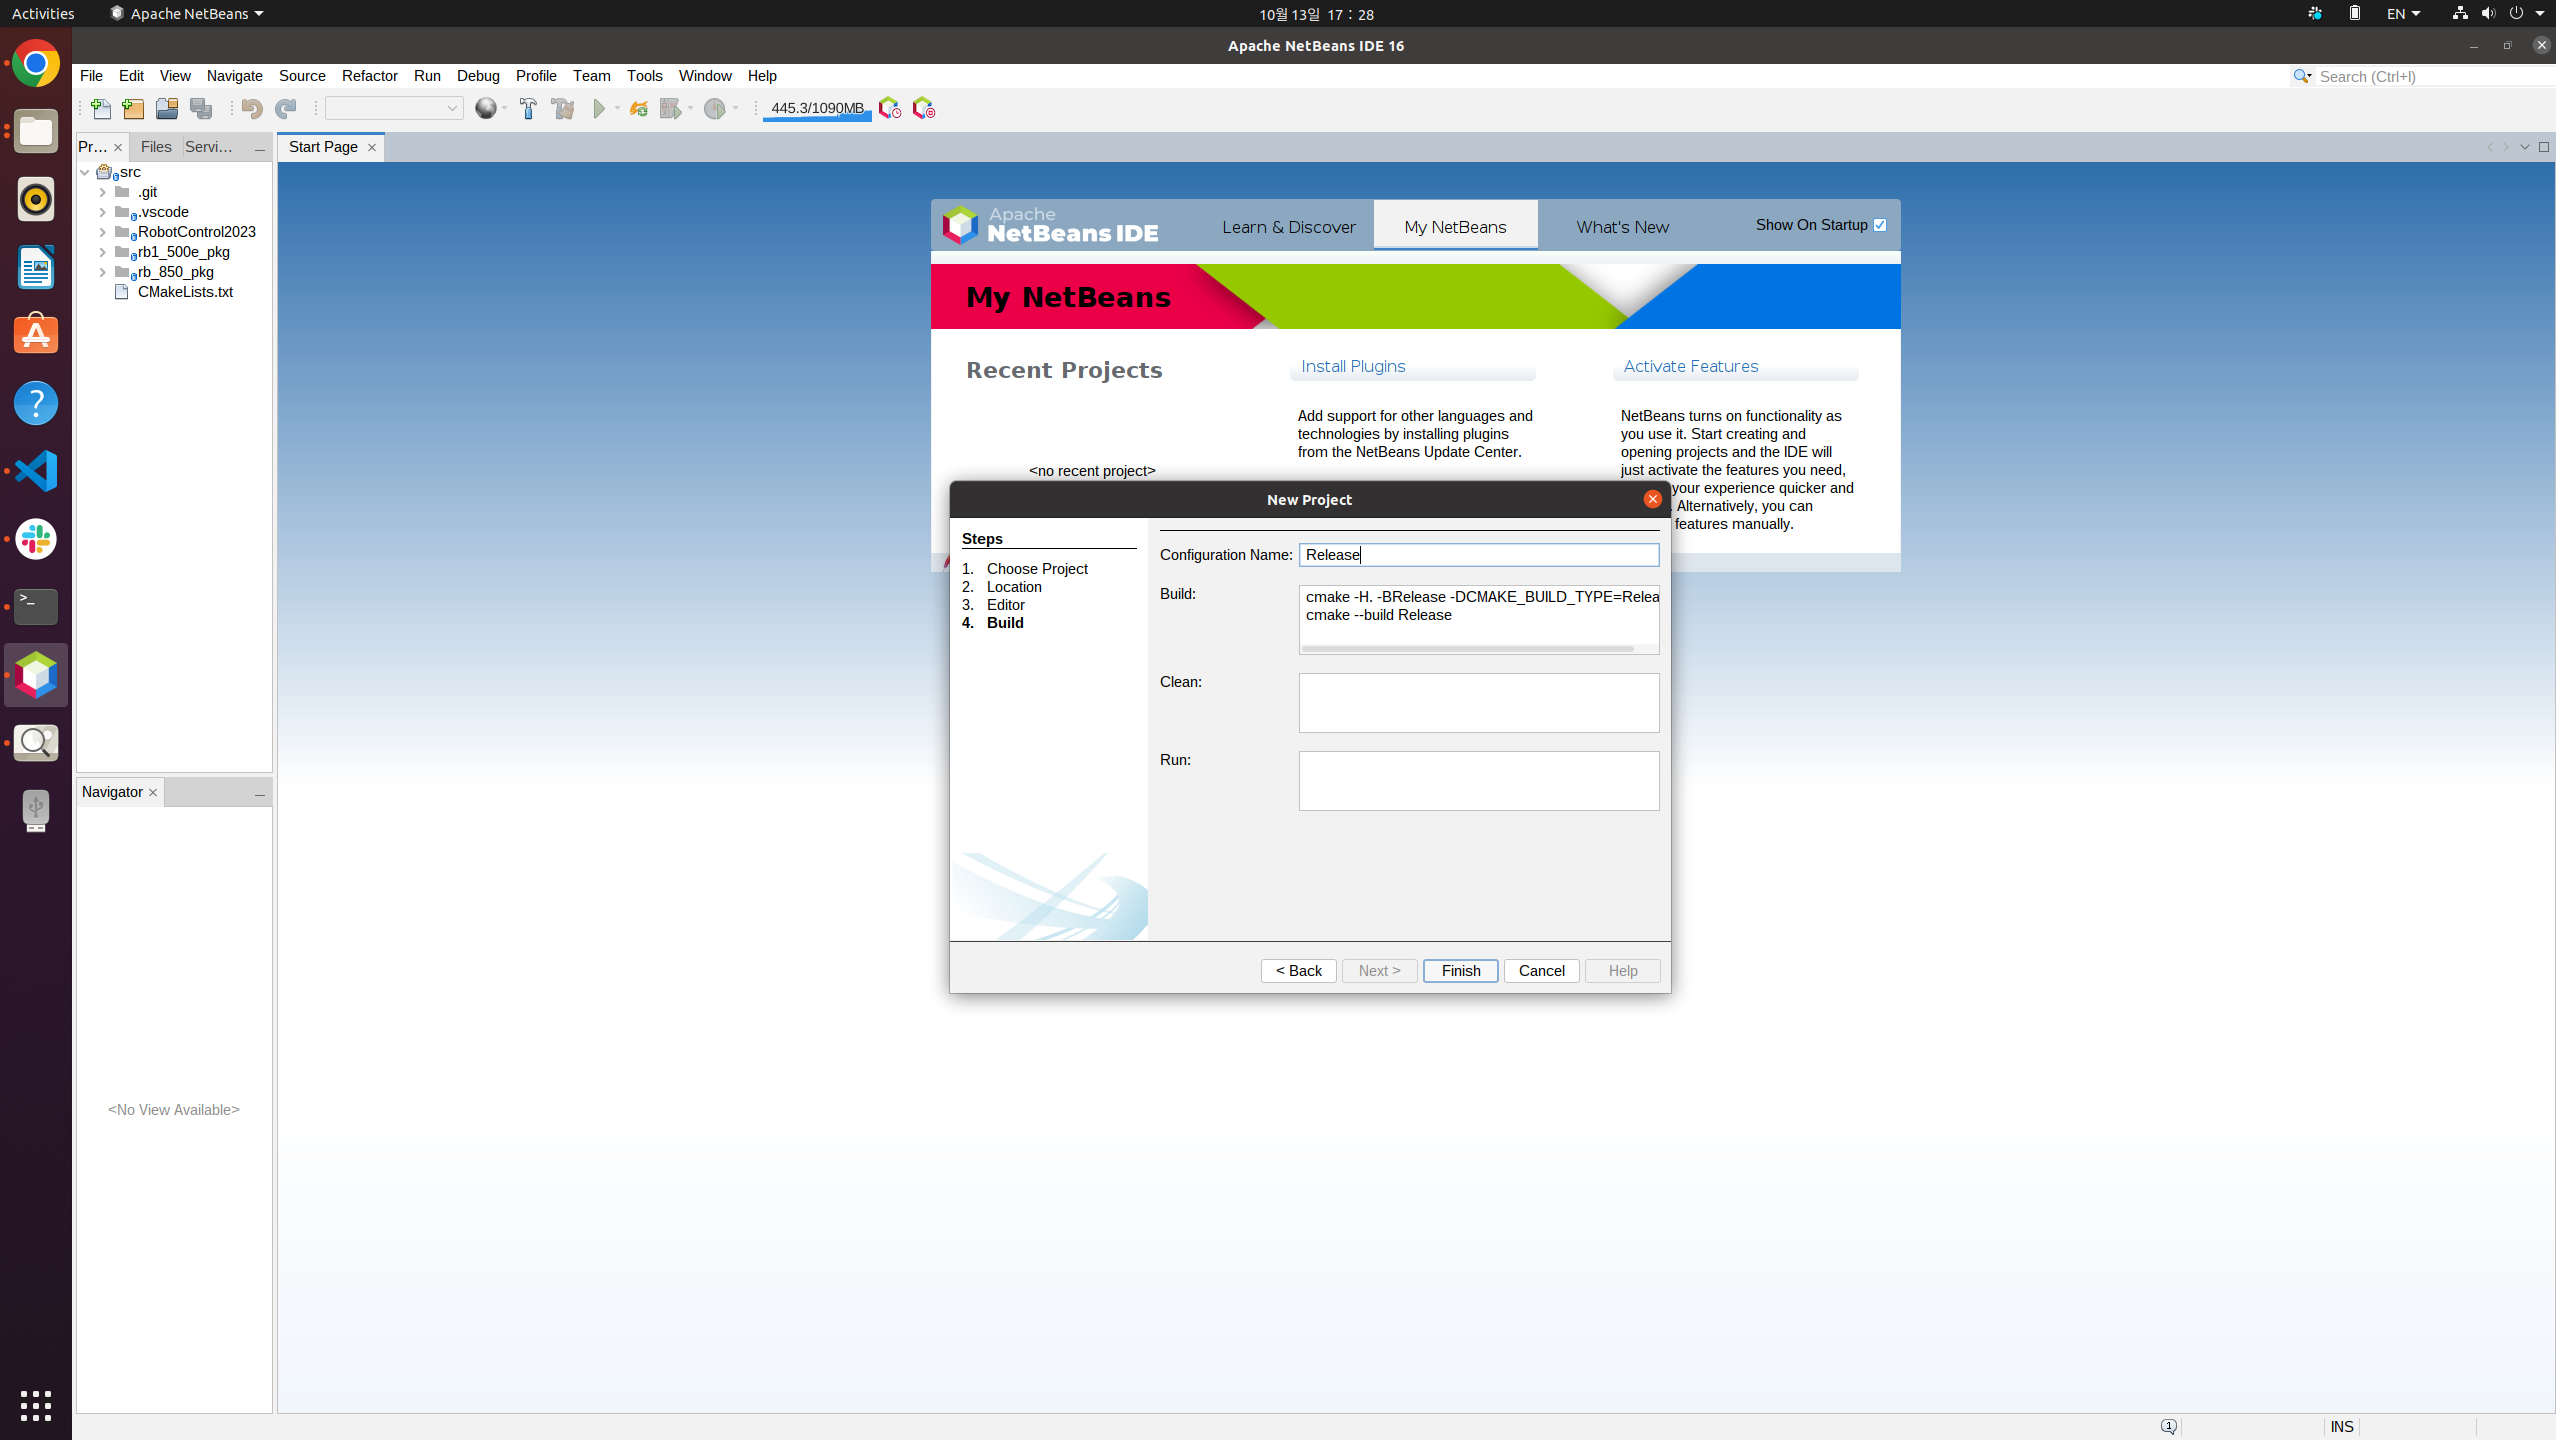 Activities
Apache NetBeans
10월 13일 17 : 28
EN
Apache NetBeans IDE 16
File Edit View Navigate Source Refactor Run Debug Profile Team Tools Window Help
Search (Ctrl+I)
445.3/1090MB
Pr... Files Servi...
Start Page
src
.git
.vscode
RobotControl2023
rb1_500e_pkg
rb_850_pkg
CMakeLists.txt
Apache
NetBeans IDE
Learn & Discover
My NetBeans
What's New
Show On Startup
My NetBeans
Recent Projects
<no recent project>
Install Plugins
Add support for other languages and
technologies by installing plugins
from the NetBeans Update Center.
Activate Features
NetBeans turns on functionality as
you use it. Start creating and
opening projects and the IDE will
just activate the features you need,
your experience quicker and
. Alternatively, you can
features manually.
New Project
Steps
1. Choose Project
2. Location
3. Editor
4. Build
Configuration Name: Release
Build:
cmake -H. -BRelease -DCMAKE_BUILD_TYPE=Relea
cmake --build Release
Clean:
Run:
< Back
Next >
Finish
Cancel
Help
Navigator
<No View Available>
1
INS